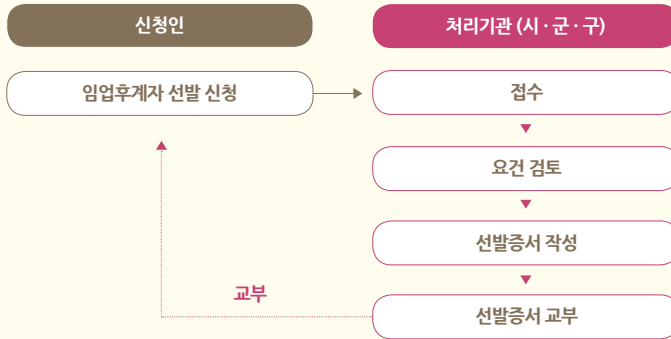 신청인
처리기관 (시 · 군 · 구)
임업후계자 선발 신청
접수
요건 검토
선발증서 작성
교부
선발증서 교부